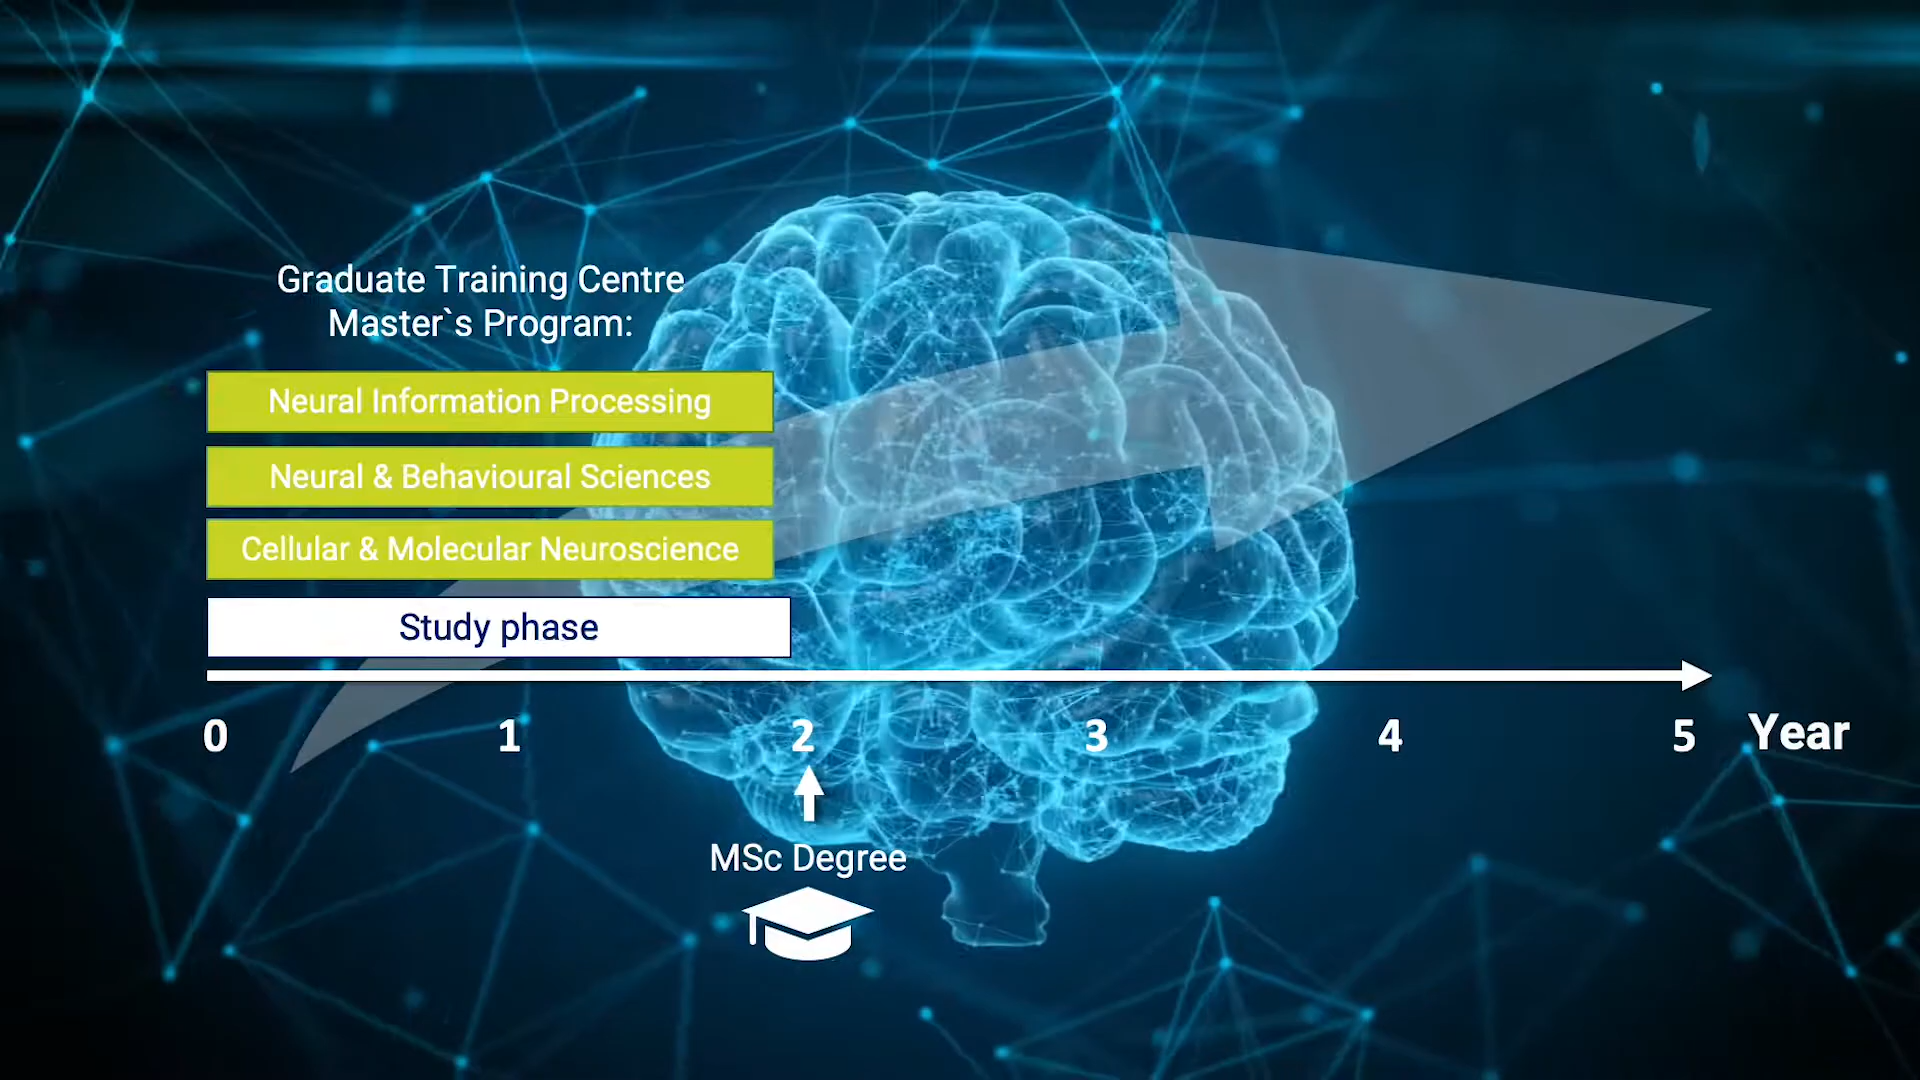 Graduate Training Centre
Master`s Program:
Neural Information Processing
Neural & Behavioural Sciences
Cellular & Molecular Neuroscience
Study phase
0 1 2 3 4 5 Year
MSc Degree